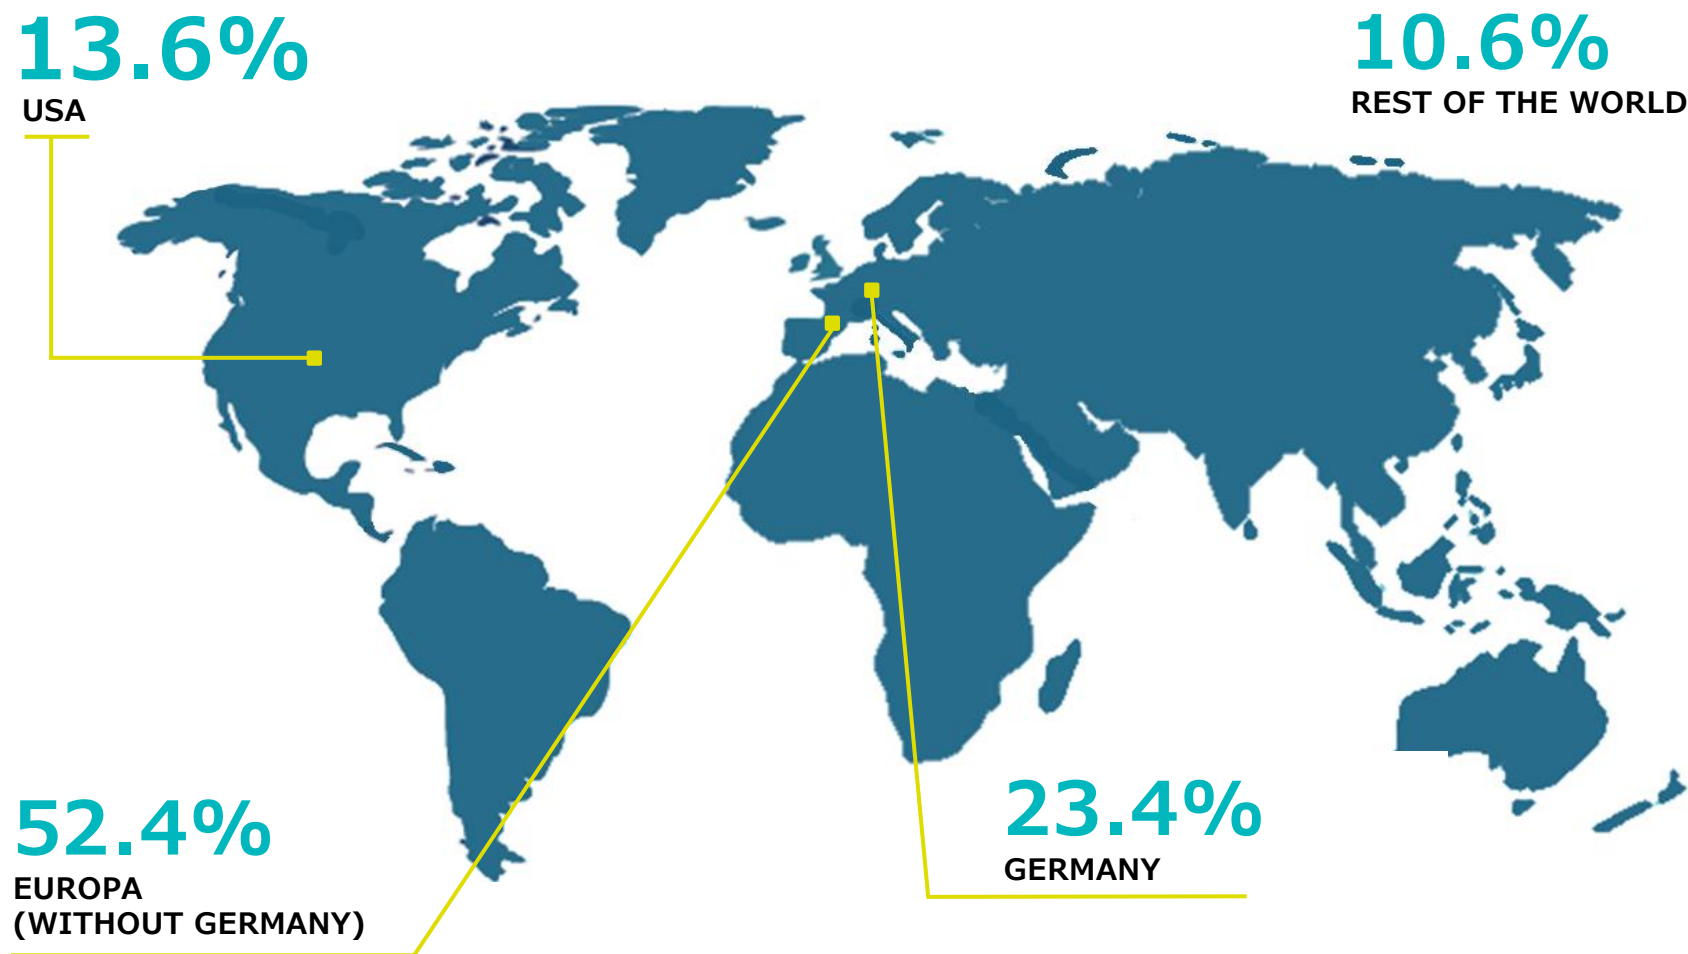 13.6%
USA
10.6%
REST OF THE WORLD
52.4%
EUROPA
(WITHOUT GERMANY)
23.4%
GERMANY